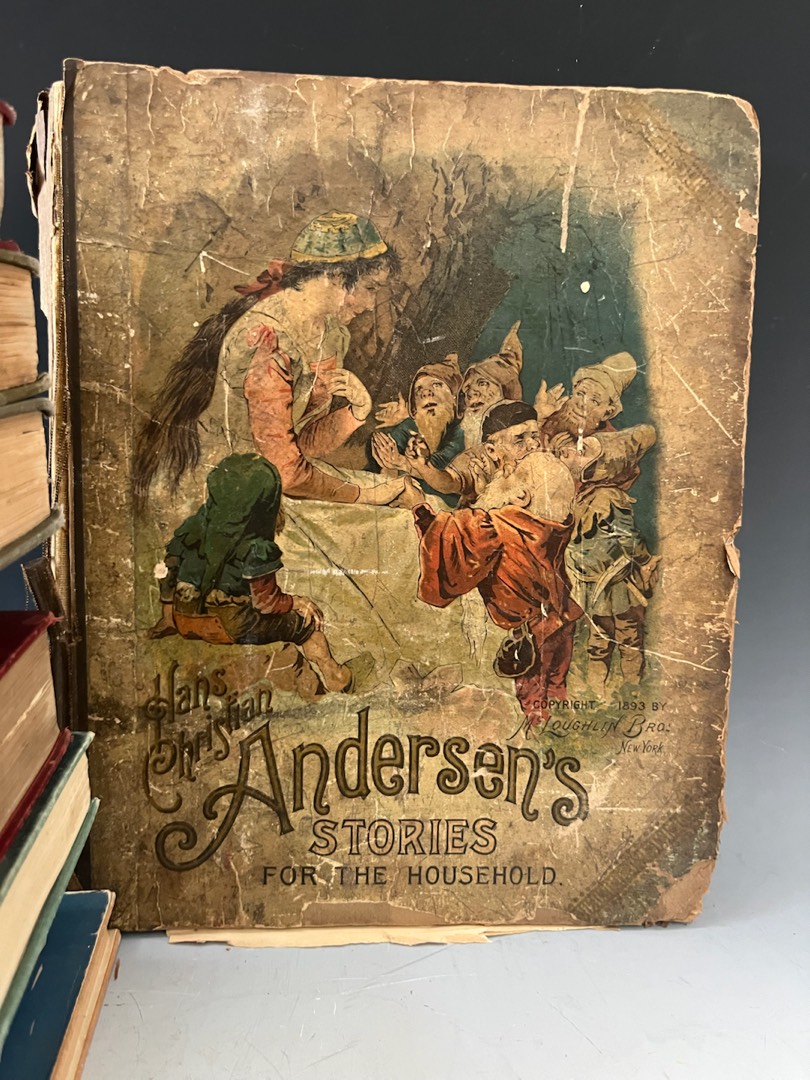 COPYRIGHT 1893 BY
McLOUGHLIN BROS
NEW YORK.
Hans
Christian
Andersen's
STORIES
FOR THE HOUSEHOLD.